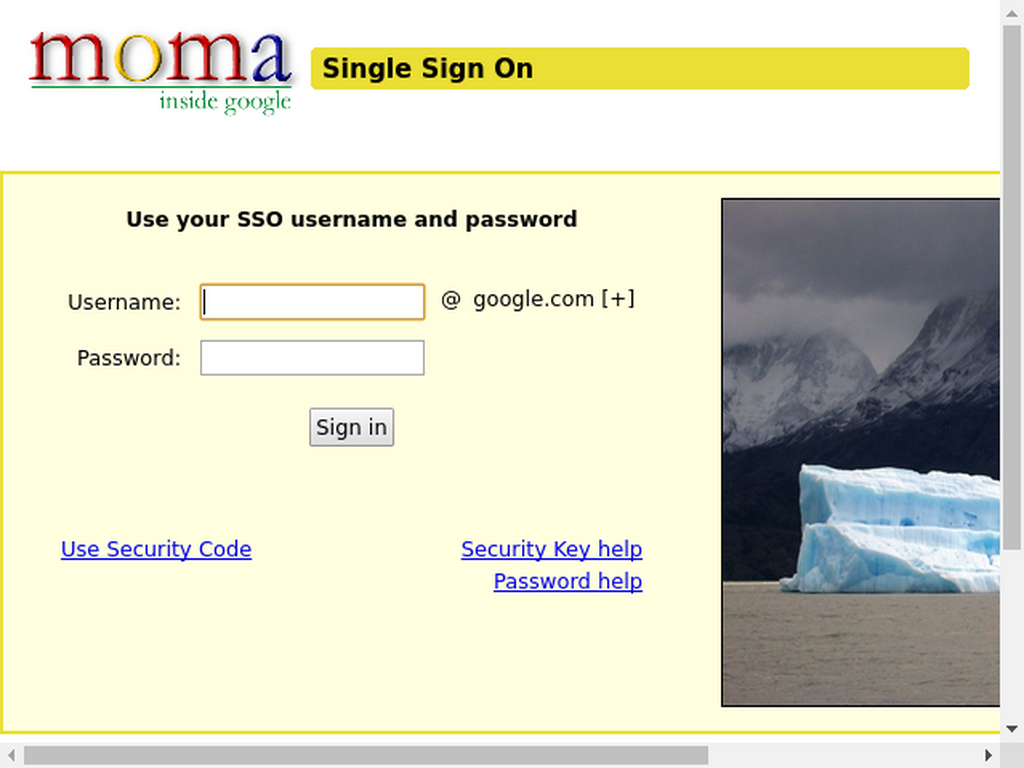 moma
inside google
Single Sign On
Use your SSO username and password
Username: @ google.com [+]
Password:
Sign in
Use Security Code
Security Key help
Password help